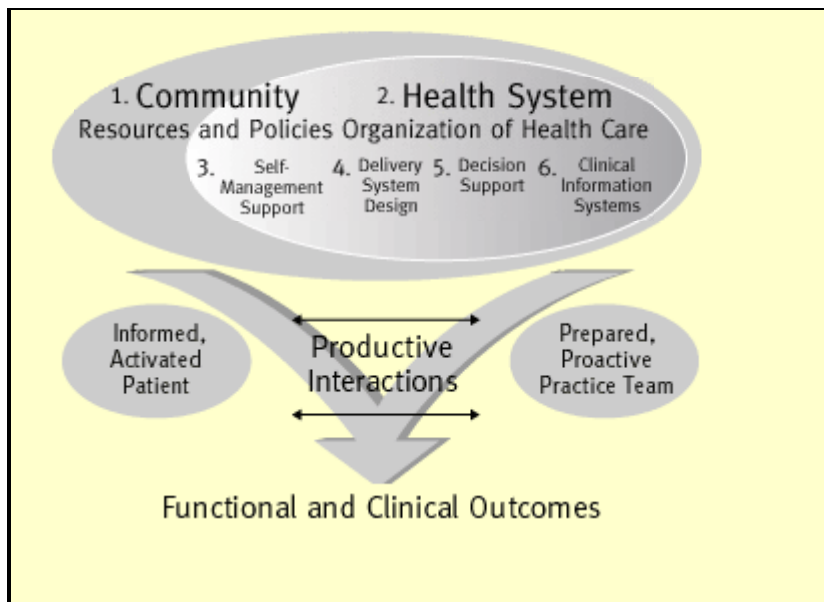 1. Community 2. Health System
Resources and Policies Organization of Health Care
3. Self-
Management
Support
4. Delivery
System
Design
5. Decision
Support
6. Clinical
Information
Systems
Informed,
Activated
Patient
Productive
Interactions
Prepared,
Proactive
Practice Team
Functional and Clinical Outcomes